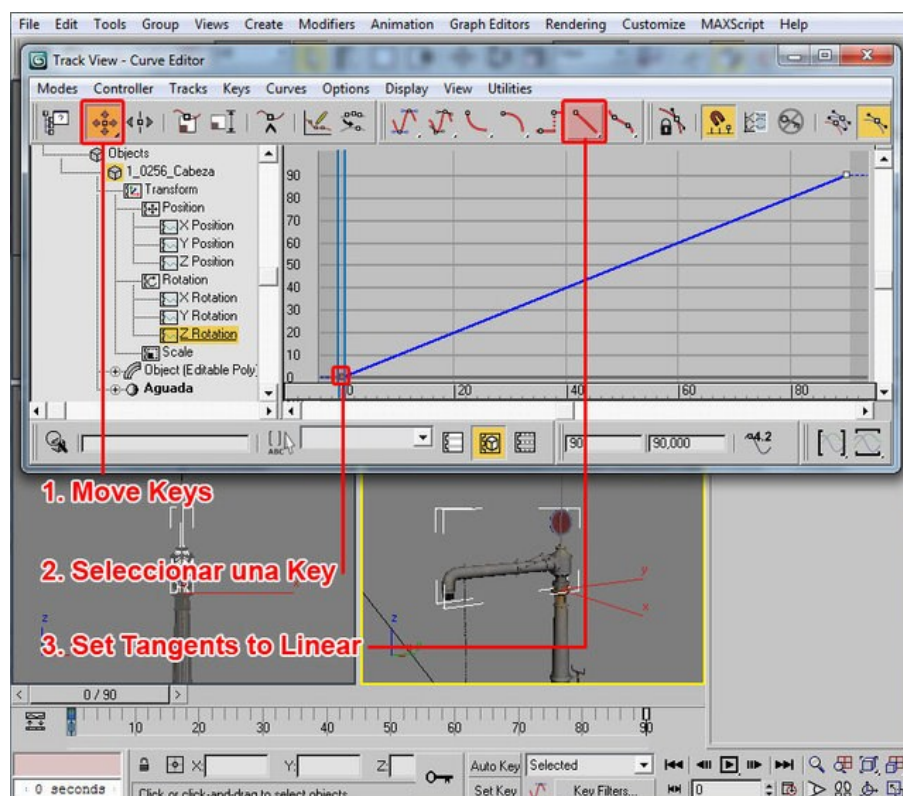 File Edit Tools Group Views Create Modifiers Animation Graph Editors Rendering Customize MAXScript Help
Track View - Curve Editor
Modes Controller Tracks Keys Curves Options Display View Utilities
Objects
1_0256_Cabeza
Transform
Position
X Position
Y Position
Z Position
Rotation
X Rotation
Y Rotation
Z Rotation
Scale
Object (Editable Poly)
Aguada
90
80
70
60
50
40
30
20
10
0
0 20 40 60 80
ABC
90 90,000 4.2
1. Move Keys
2. Seleccionar una Key
3. Set Tangents to Linear
z
x
y
x
z
0 / 90
10 20 30 40 50 60 70 80 90
X: Y: Z: Auto Key Selected
0 seconds Click or click-and-drag to select objects Set Key Key Filters... 0